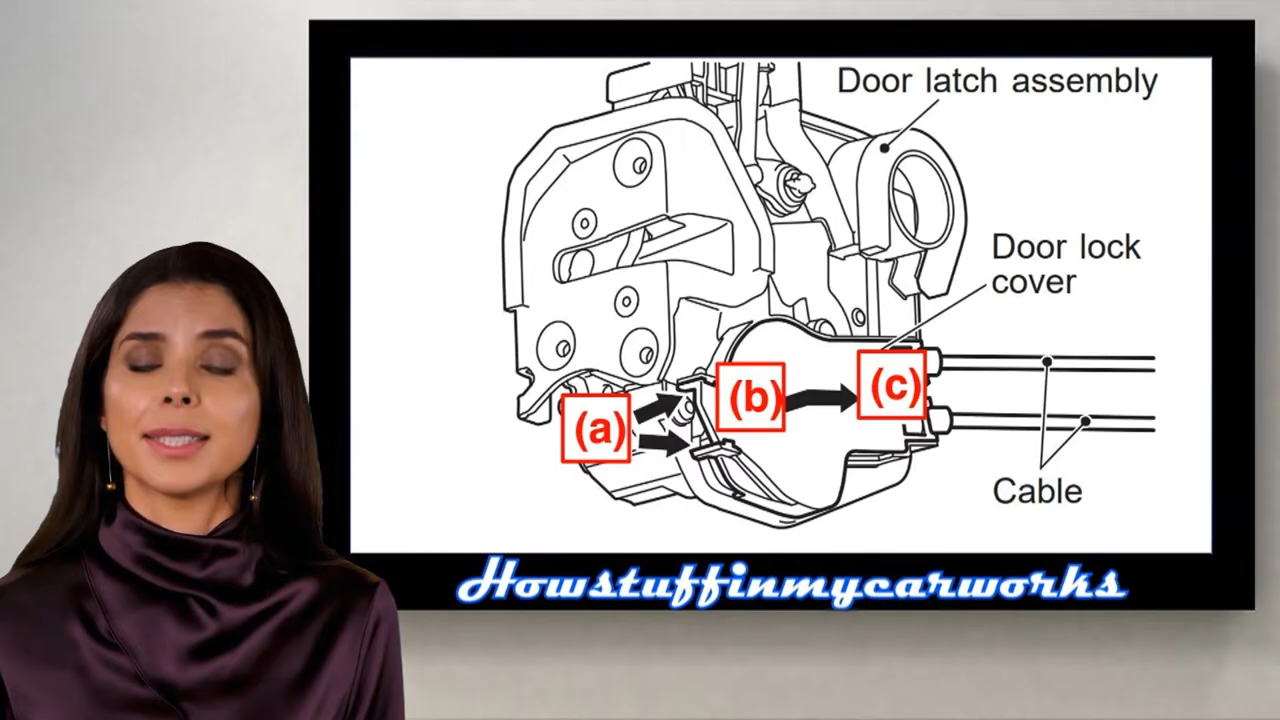 Door latch assembly
Door lock
cover
(b)
(c)
(a)
Cable
Howstuffinmycarworks